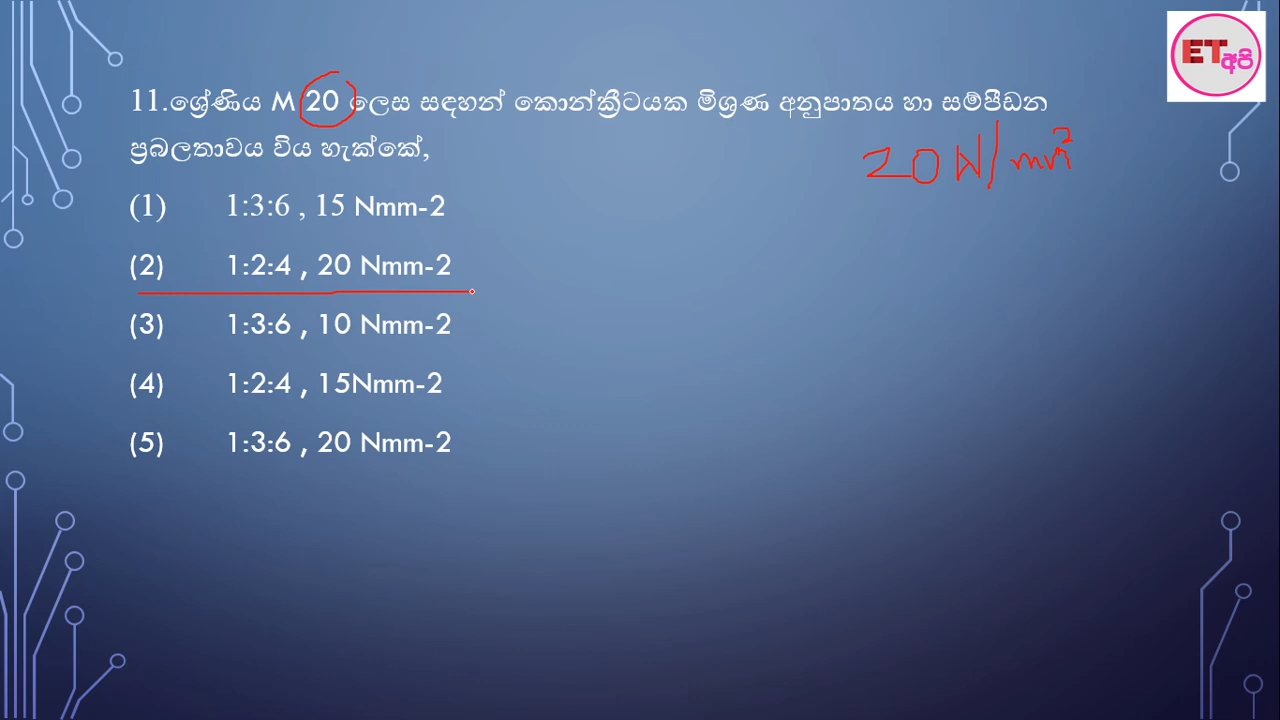 ET
අපි
11.ශ්‍රේණිය M 20 ලෙස සඳහන් කොන්ක්‍රීටයක මිශ්‍රණ අනුපාතය හා සම්පීඩන
ප්‍රබලතාවය විය හැක්කේ,
20 N/mm²
(1) 1:3:6 , 15 Nmm-2
(2) 1:2:4 , 20 Nmm-2
(3) 1:3:6 , 10 Nmm-2
(4) 1:2:4 , 15Nmm-2
(5) 1:3:6 , 20 Nmm-2